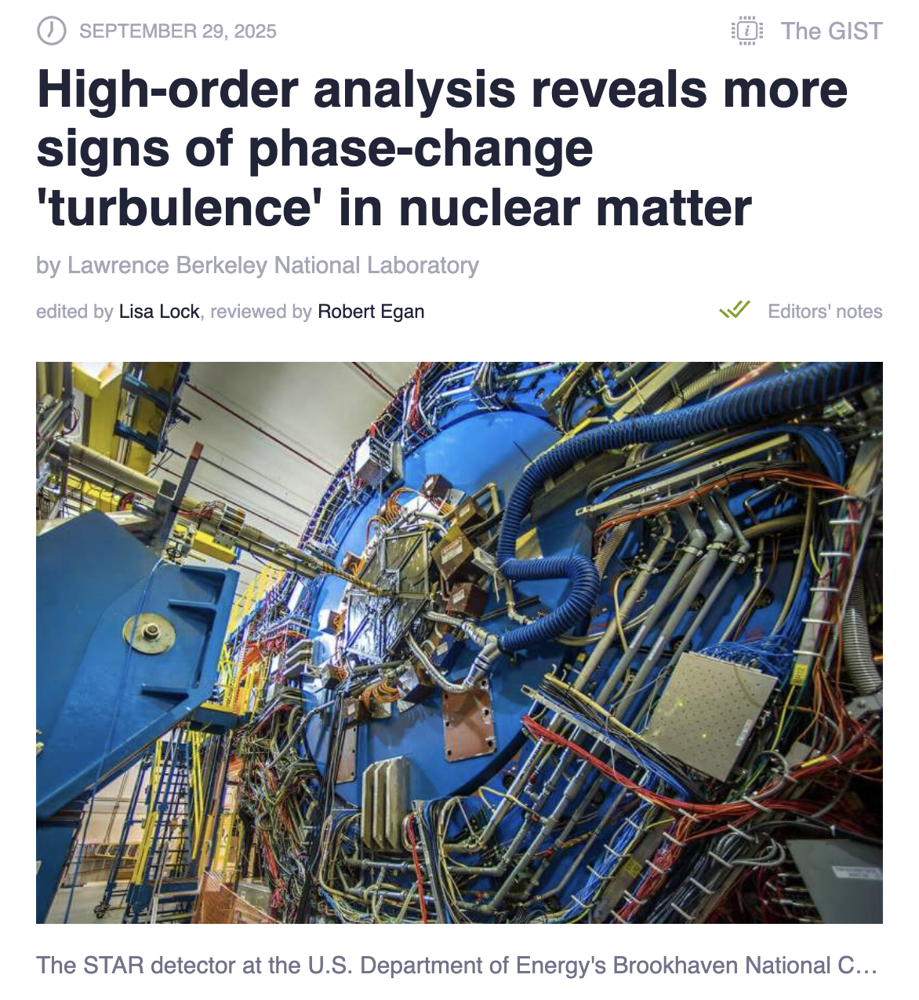 SEPTEMBER 29, 2025
The GIST
High-order analysis reveals more
signs of phase-change
'turbulence' in nuclear matter
by Lawrence Berkeley National Laboratory
edited by Lisa Lock, reviewed by Robert Egan
Editors' notes
The STAR detector at the U.S. Department of Energy's Brookhaven National C...